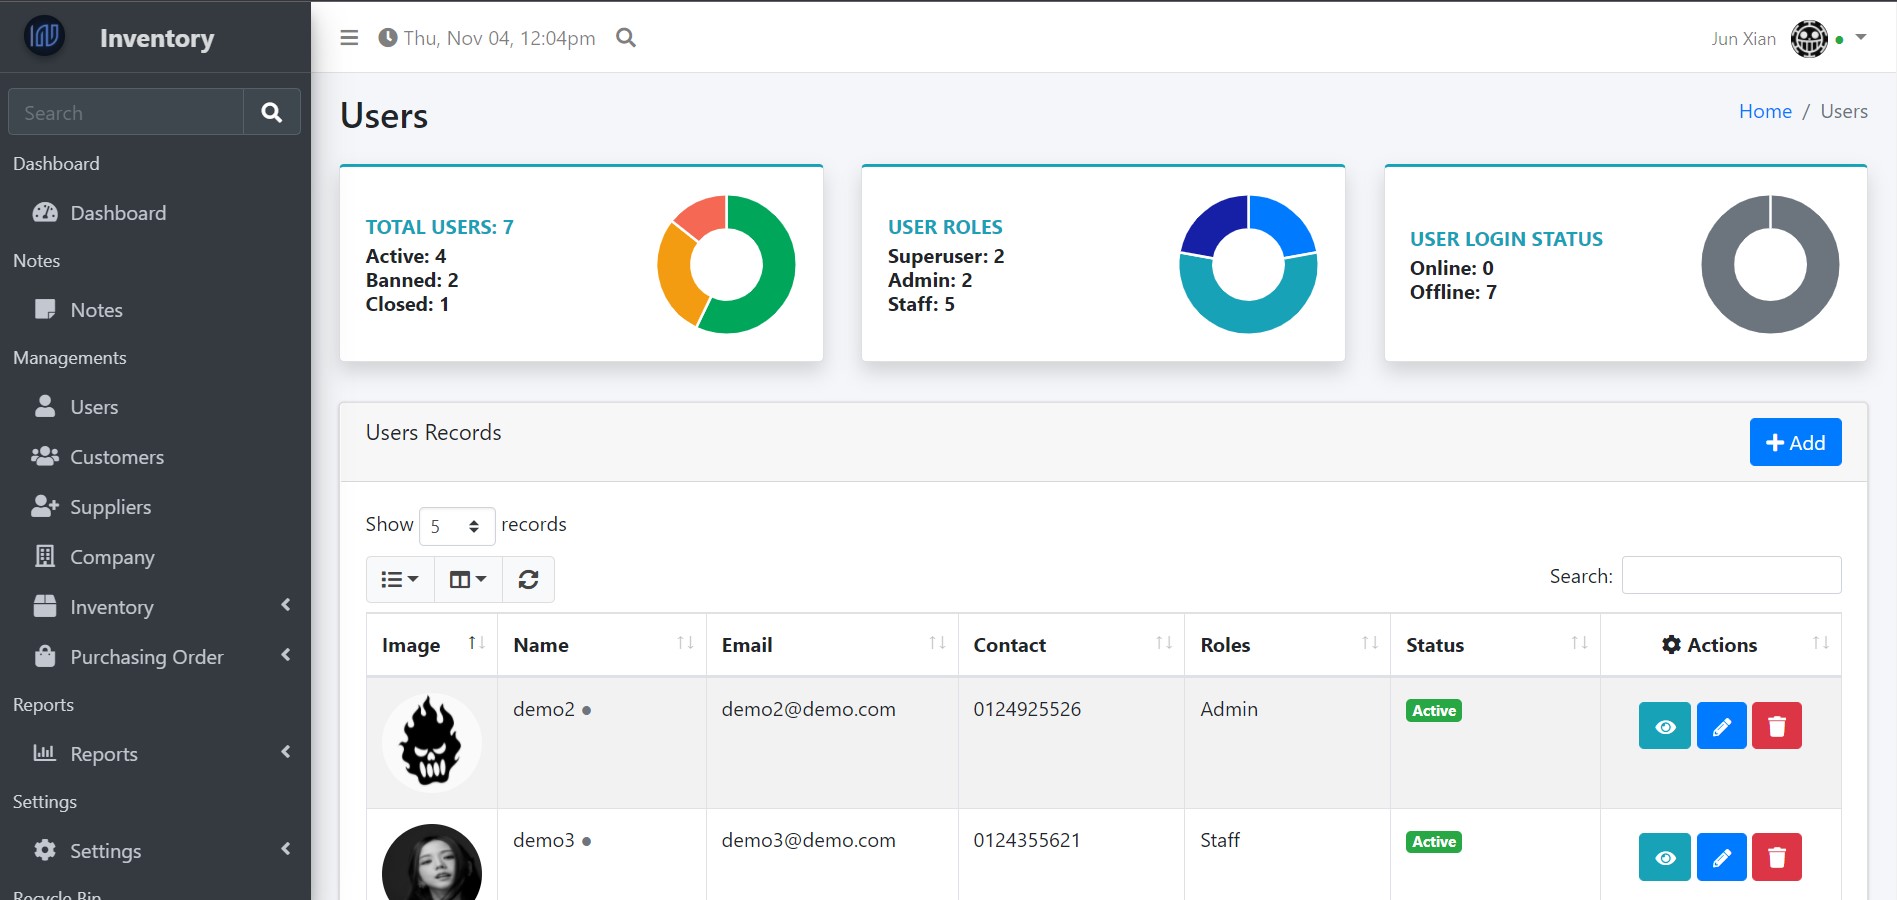 Inventory
Thu, Nov 04, 12:04pm
Jun Xian
Search
Dashboard
Dashboard
Notes
Notes
Managements
Users
Customers
Suppliers
Company
Inventory
Purchasing Order
Reports
Reports
Settings
Settings
Recycle Bin
Users
Home / Users
TOTAL USERS: 7
Active: 4
Banned: 2
Closed: 1
USER ROLES
Superuser: 2
Admin: 2
Staff: 5
USER LOGIN STATUS
Online: 0
Offline: 7
Users Records
Add
Show 5 records
Search:
Image Name Email Contact Roles Status Actions
demo2 demo2@demo.com 0124925526 Admin Active
demo3 demo3@demo.com 0124355621 Staff Active